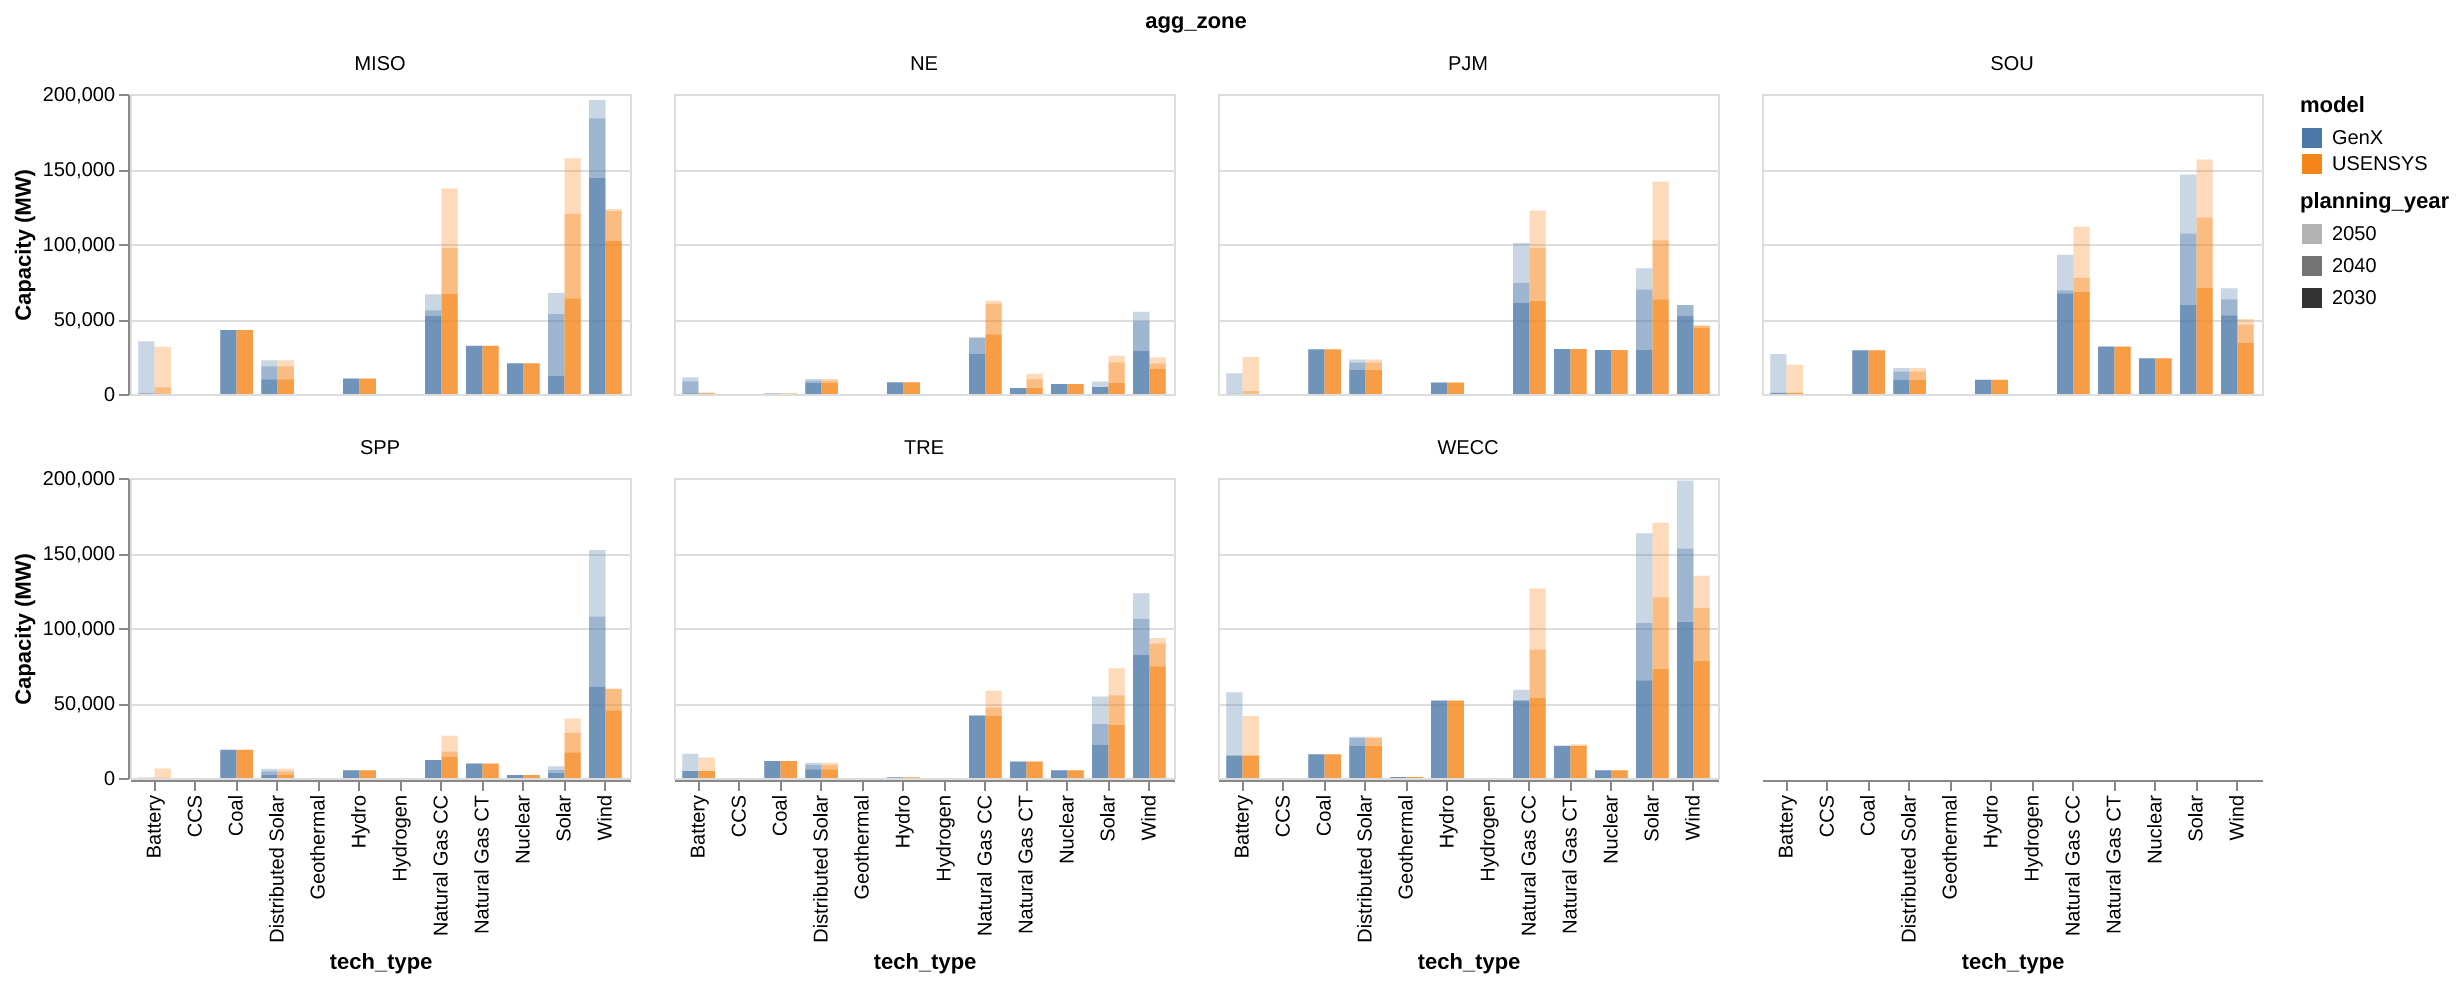 agg_zone
MISO
NE
PJM
SOU
Capacity (MW)
200,000
150,000
100,000
50,000
0
model
GenX
USENSYS
planning_year
2050
2040
2030
SPP
TRE
WECC
Capacity (MW)
200,000
150,000
100,000
50,000
0
Battery
CCS
Coal
Distributed Solar
Geothermal
Hydro
Hydrogen
Natural Gas CC
Natural Gas CT
Nuclear
Solar
Wind
tech_type
Battery
CCS
Coal
Distributed Solar
Geothermal
Hydro
Hydrogen
Natural Gas CC
Natural Gas CT
Nuclear
Solar
Wind
tech_type
Battery
CCS
Coal
Distributed Solar
Geothermal
Hydro
Hydrogen
Natural Gas CC
Natural Gas CT
Nuclear
Solar
Wind
tech_type
Battery
CCS
Coal
Distributed Solar
Geothermal
Hydro
Hydrogen
Natural Gas CC
Natural Gas CT
Nuclear
Solar
Wind
tech_type